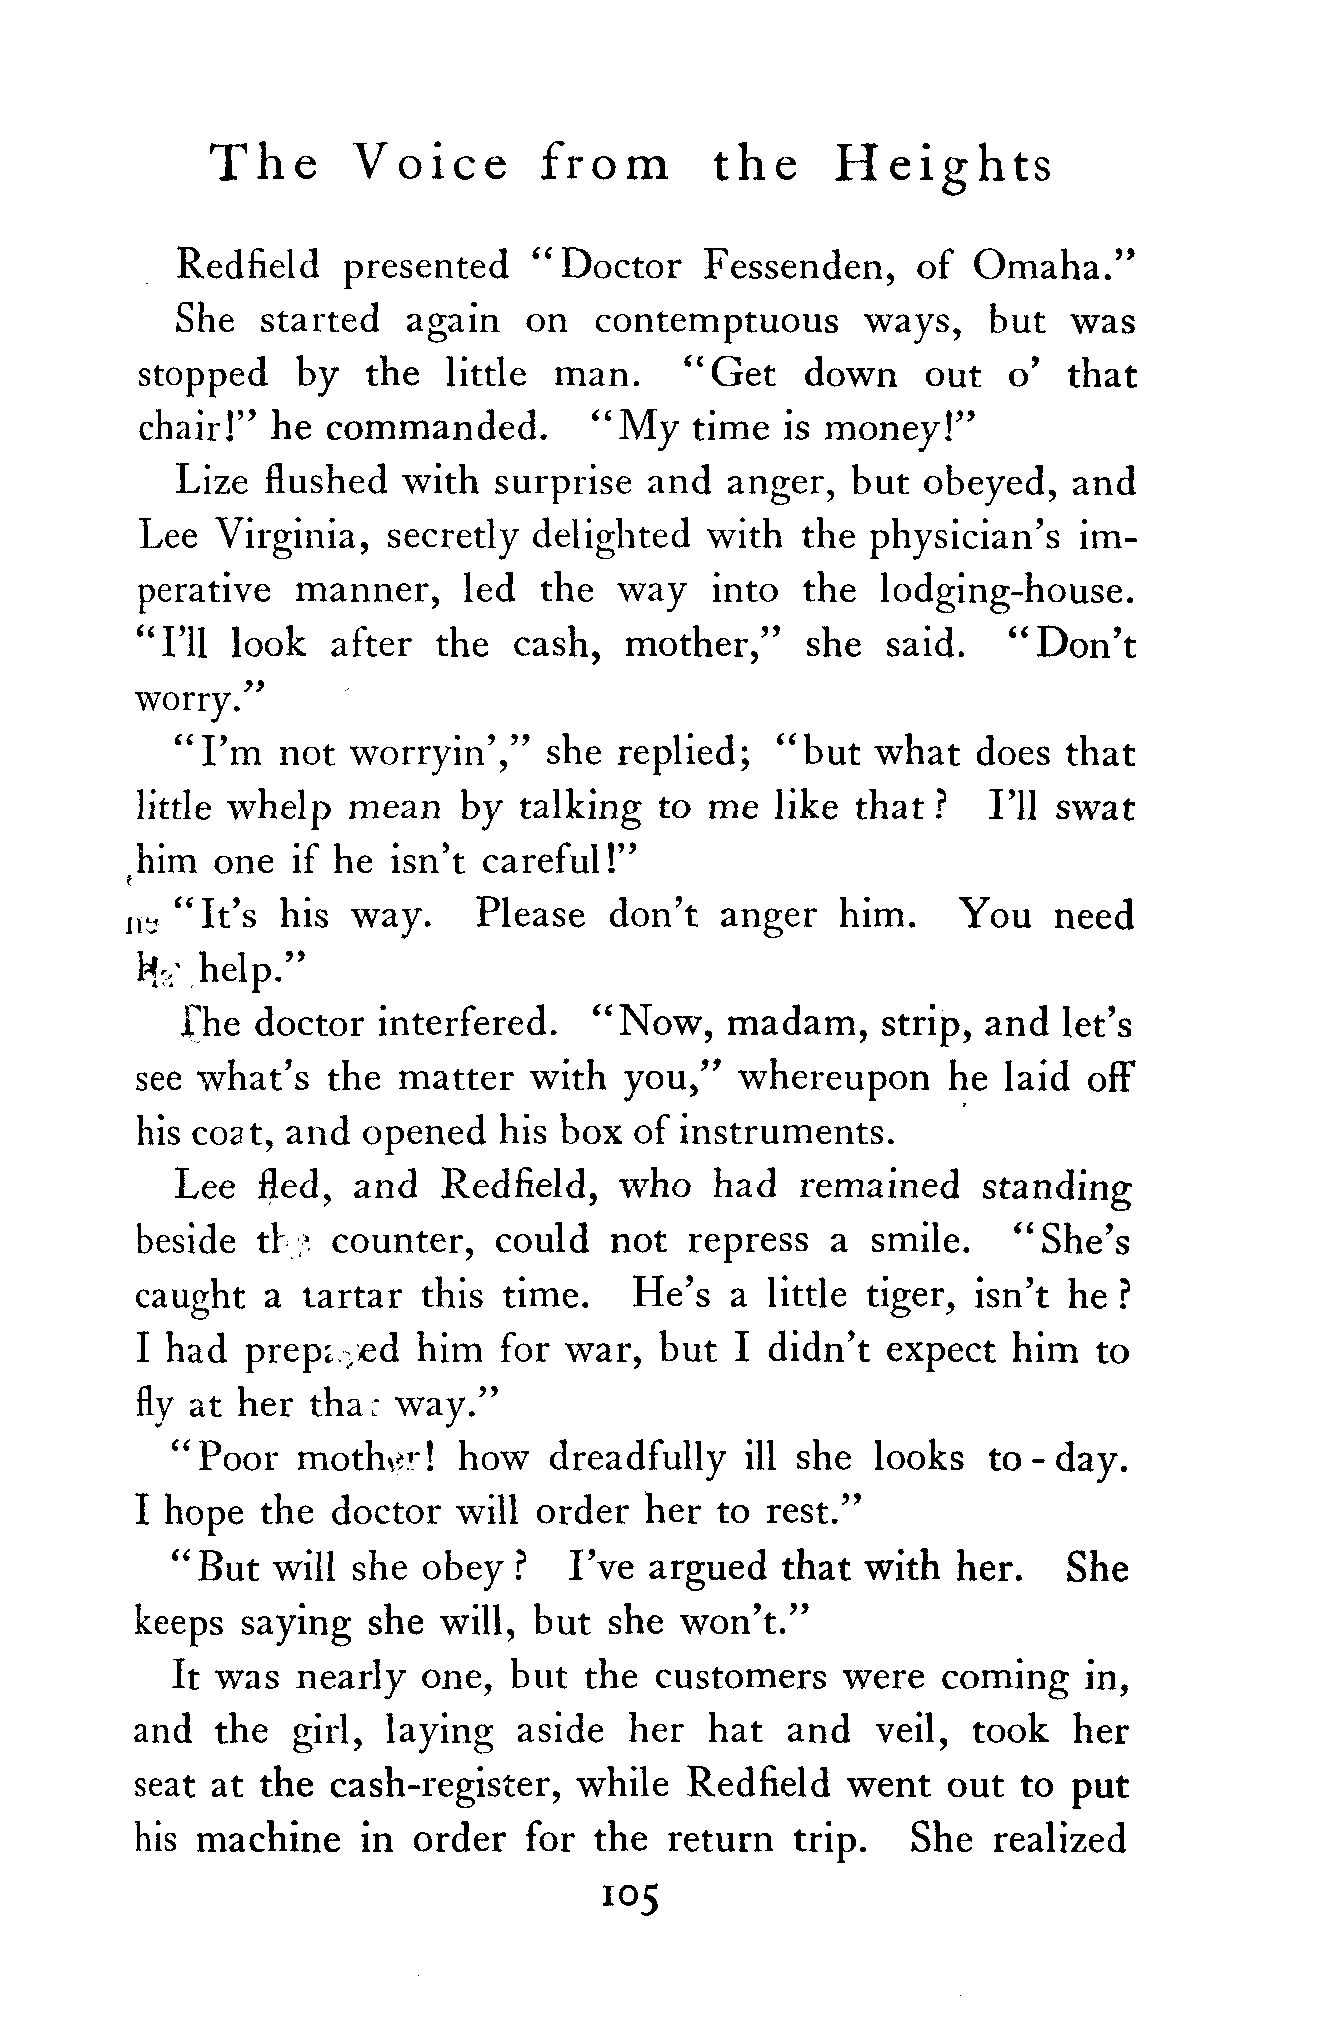 The Voice from the Heights
Redfield presented "Doctor Fessenden, of Omaha."
She started again on contemptuous ways, but was
stopped by the little man. "Get down out o' that
chair!" he commanded. "My time is money!"
Lize flushed with surprise and anger, but obeyed, and
Lee Virginia, secretly delighted with the physician's im-
perative manner, led the way into the lodging-house.
"I'll look after the cash, mother," she said. "Don't
worry."
"I'm not worryin'," she replied; "but what does that
little whelp mean by talking to me like that? I'll swat
him one if he isn't careful!"
"It's his way. Please don't anger him. You need
help."
The doctor interfered. "Now, madam, strip, and let's
see what's the matter with you," whereupon he laid off
his coat, and opened his box of instruments.
Lee fled, and Redfield, who had remained standing
beside the counter, could not repress a smile. "She's
caught a tartar this time. He's a little tiger, isn't he?
I had prepared him for war, but I didn't expect him to
fly at her that way."
"Poor mother! how dreadfully ill she looks to-day.
I hope the doctor will order her to rest."
"But will she obey? I've argued that with her. She
keeps saying she will, but she won't."
It was nearly one, but the customers were coming in,
and the girl, laying aside her hat and veil, took her
seat at the cash-register, while Redfield went out to put
his machine in order for the return trip. She realized
105